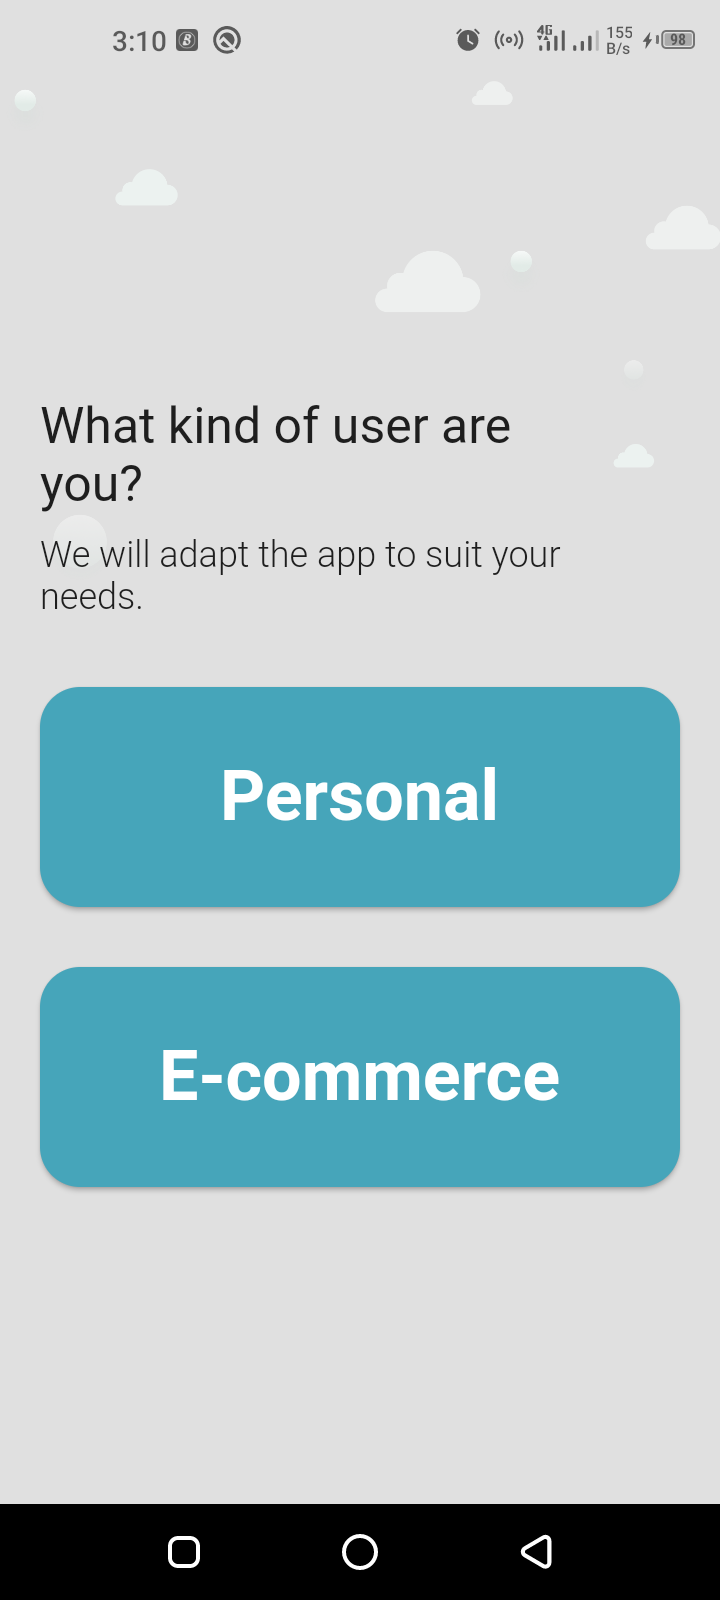 3:10
4G
155
B/s
98
What kind of user are
you?
We will adapt the app to suit your
needs.
Personal
E-commerce